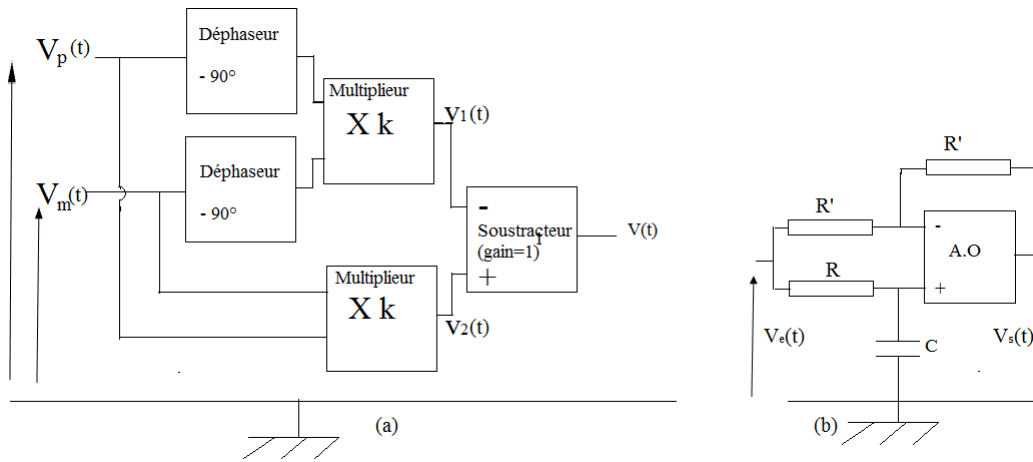 Vp(t)
Déphaseur
- 90°
Multiplieur
X k
v1(t)
Vm(t)
Déphaseur
- 90°
-
Soustracteur
(gain=1)
+
V(t)
Multiplieur
X k
v2(t)
(a)
R'
R'
-
A.O
R
+
Ve(t)
C
Vs(t)
(b)